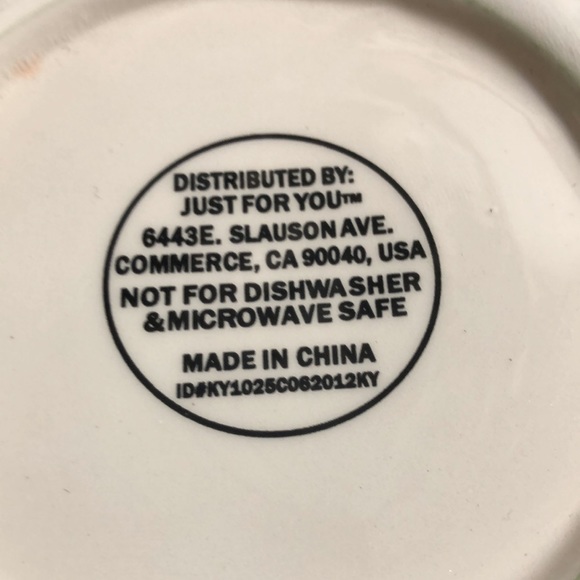 DISTRIBUTED BY:
JUST FOR YOU™
6443E. SLAUSON AVE.
COMMERCE, CA 90040, USA
NOT FOR DISHWASHER
&MICROWAVE SAFE
MADE IN CHINA
ID#KY1025C062012KY